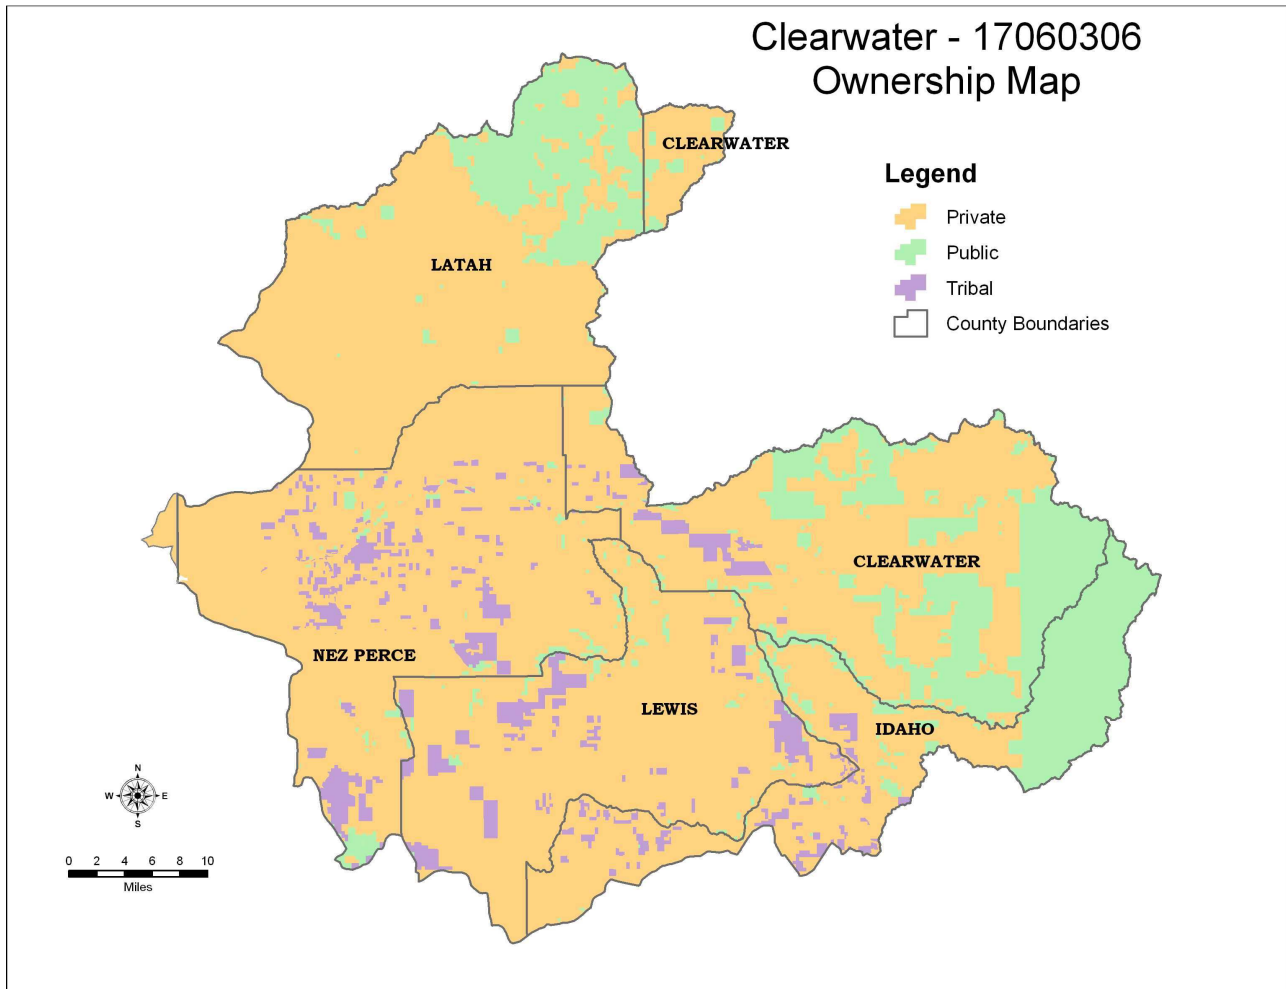 Clearwater - 17060306
Ownership Map
CLEARWATER
Legend
Private
Public
Tribal
County Boundaries
LATAH
CLEARWATER
NEZ PERCE
LEWIS
IDAHO
N
W E
S
0 2 4 6 8 10
Miles